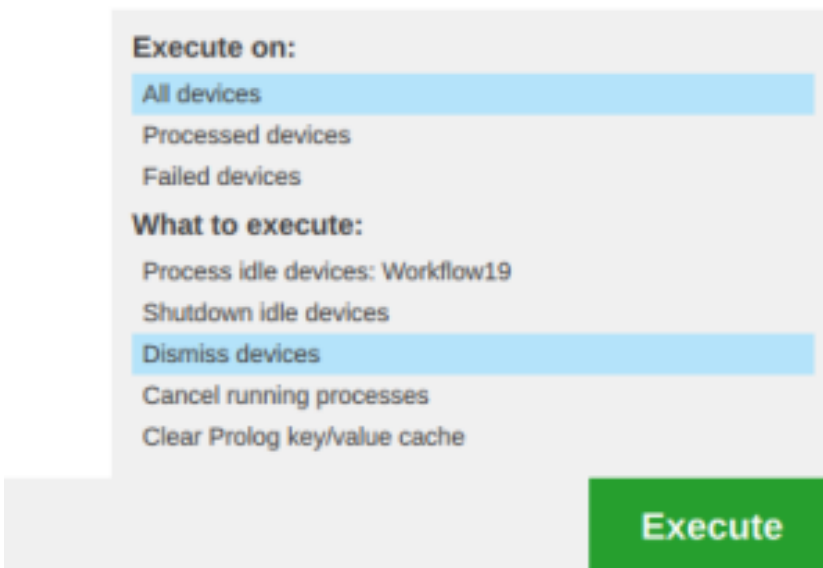 Execute on:
All devices
Processed devices
Failed devices
What to execute:
Process idle devices: Workflow19
Shutdown idle devices
Dismiss devices
Cancel running processes
Clear Prolog key/value cache
Execute